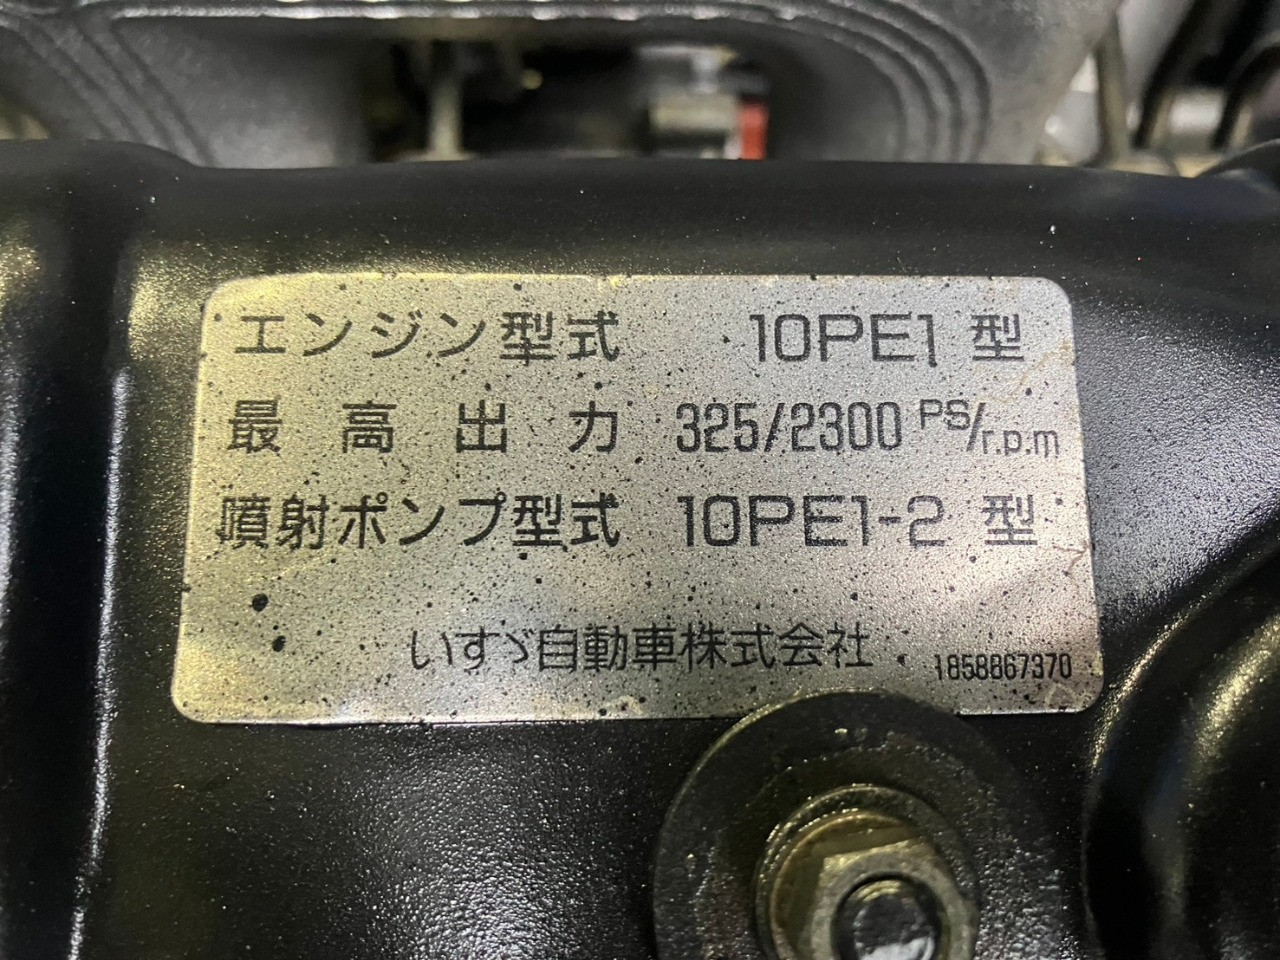 エンジン型式 10PE1 型
最高出力 325/2300 PS/r.p.m
噴射ポンプ型式 10PE1-2 型
いすゞ自動車株式会社 1858867370